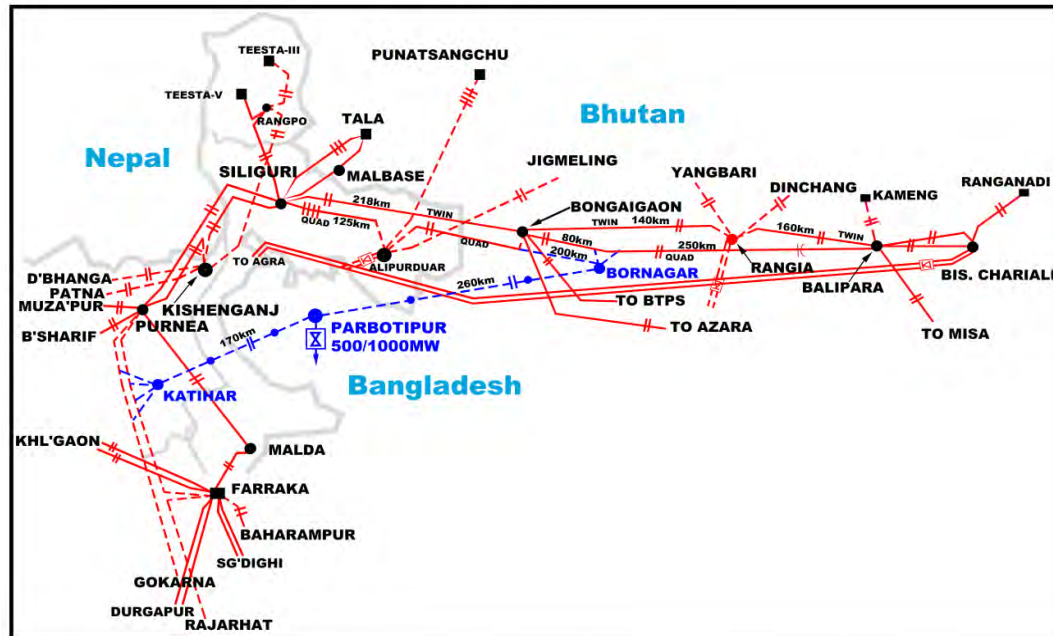 TEESTA-III
PUNATSANGCHU
TEESTA-V
RANGPO
TALA
Bhutan
Nepal
JIGMELING
YANGBARI
DINCHANG
SILIGURI
MALBASE
KAMENG
RANGANADI
218km
TWIN
BONGAIGAON
TWIN
140km
160km
TWIN
QUAD
125km
QUAD
80km
250km
200km
QUAD
TO AGRA
ALIPURDUAR
BORNAGAR
RANGIA
BIS. CHARIALI
D'BHANGA
PATNA
KISHENGANJ
260km
BALIPARA
MUZA'PUR
PURNEA
TO BTPS
B'SHARIF
170km
PARBOTIPUR
500/1000MW
TO AZARA
TO MISA
Bangladesh
KATIHAR
KHL'GAON
MALDA
FARRAKA
BAHARAMPUR
SG'DIGHI
GOKARNA
DURGAPUR
RAJARHAT